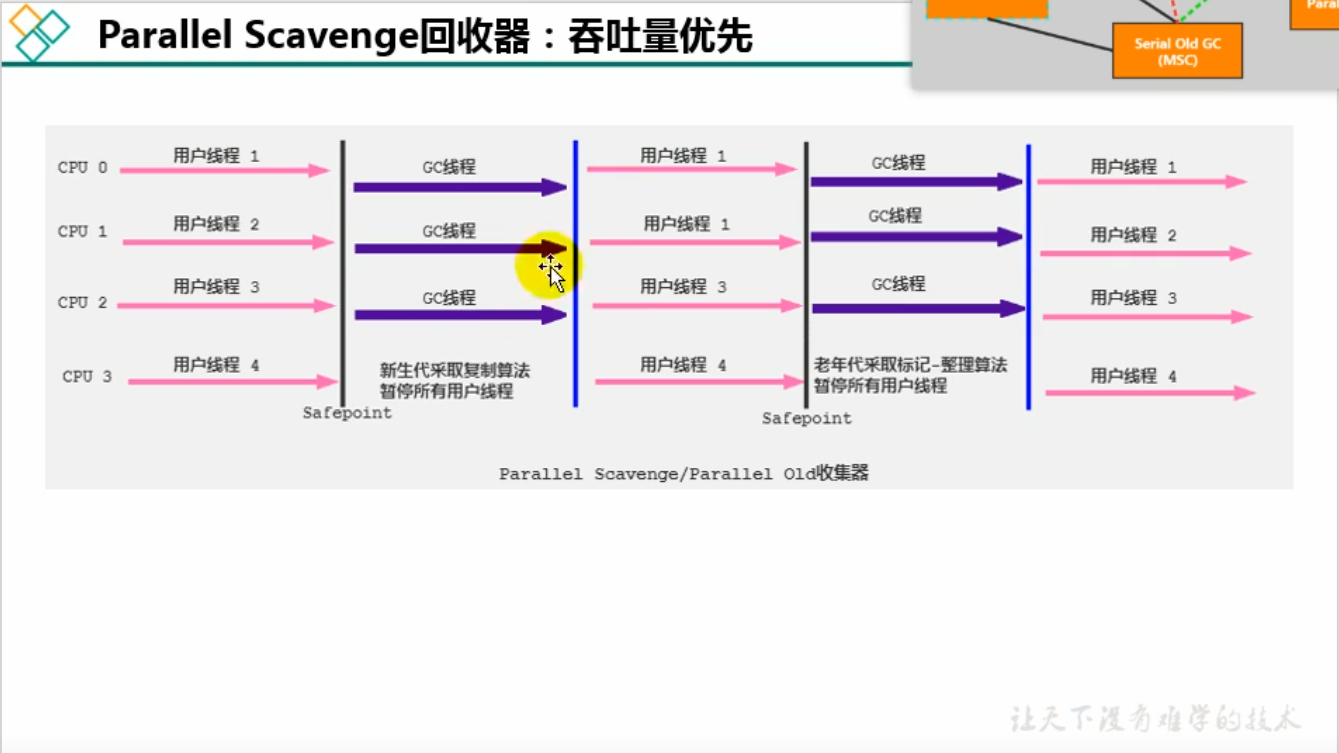 Parallel Scavenge回收器：吞吐量优先
Serial Old GC
(MSC)
CPU 0
用户线程 1
GC线程
用户线程 1
GC线程
用户线程 1
CPU 1
用户线程 2
GC线程
用户线程 1
GC线程
用户线程 2
CPU 2
用户线程 3
GC线程
用户线程 3
GC线程
用户线程 3
CPU 3
用户线程 4
新生代采取复制算法
暂停所有用户线程
用户线程 4
老年代采取标记-整理算法
暂停所有用户线程
用户线程 4
Safepoint
Safepoint
Parallel Scavenge/Parallel Old收集器
让天下没有难学的技术